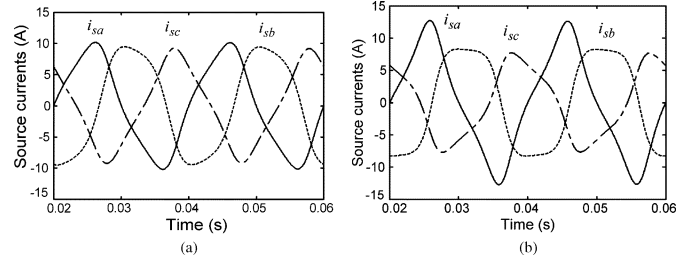 15
10
5
0
-5
-10
-15
Source currents (A)
isa
isc
isb
0.02
0.03
0.04
0.05
0.06
Time (s)
(a)
15
10
5
0
-5
-10
-15
Source currents (A)
isa
isc
isb
0.02
0.03
0.04
0.05
0.06
Time (s)
(b)